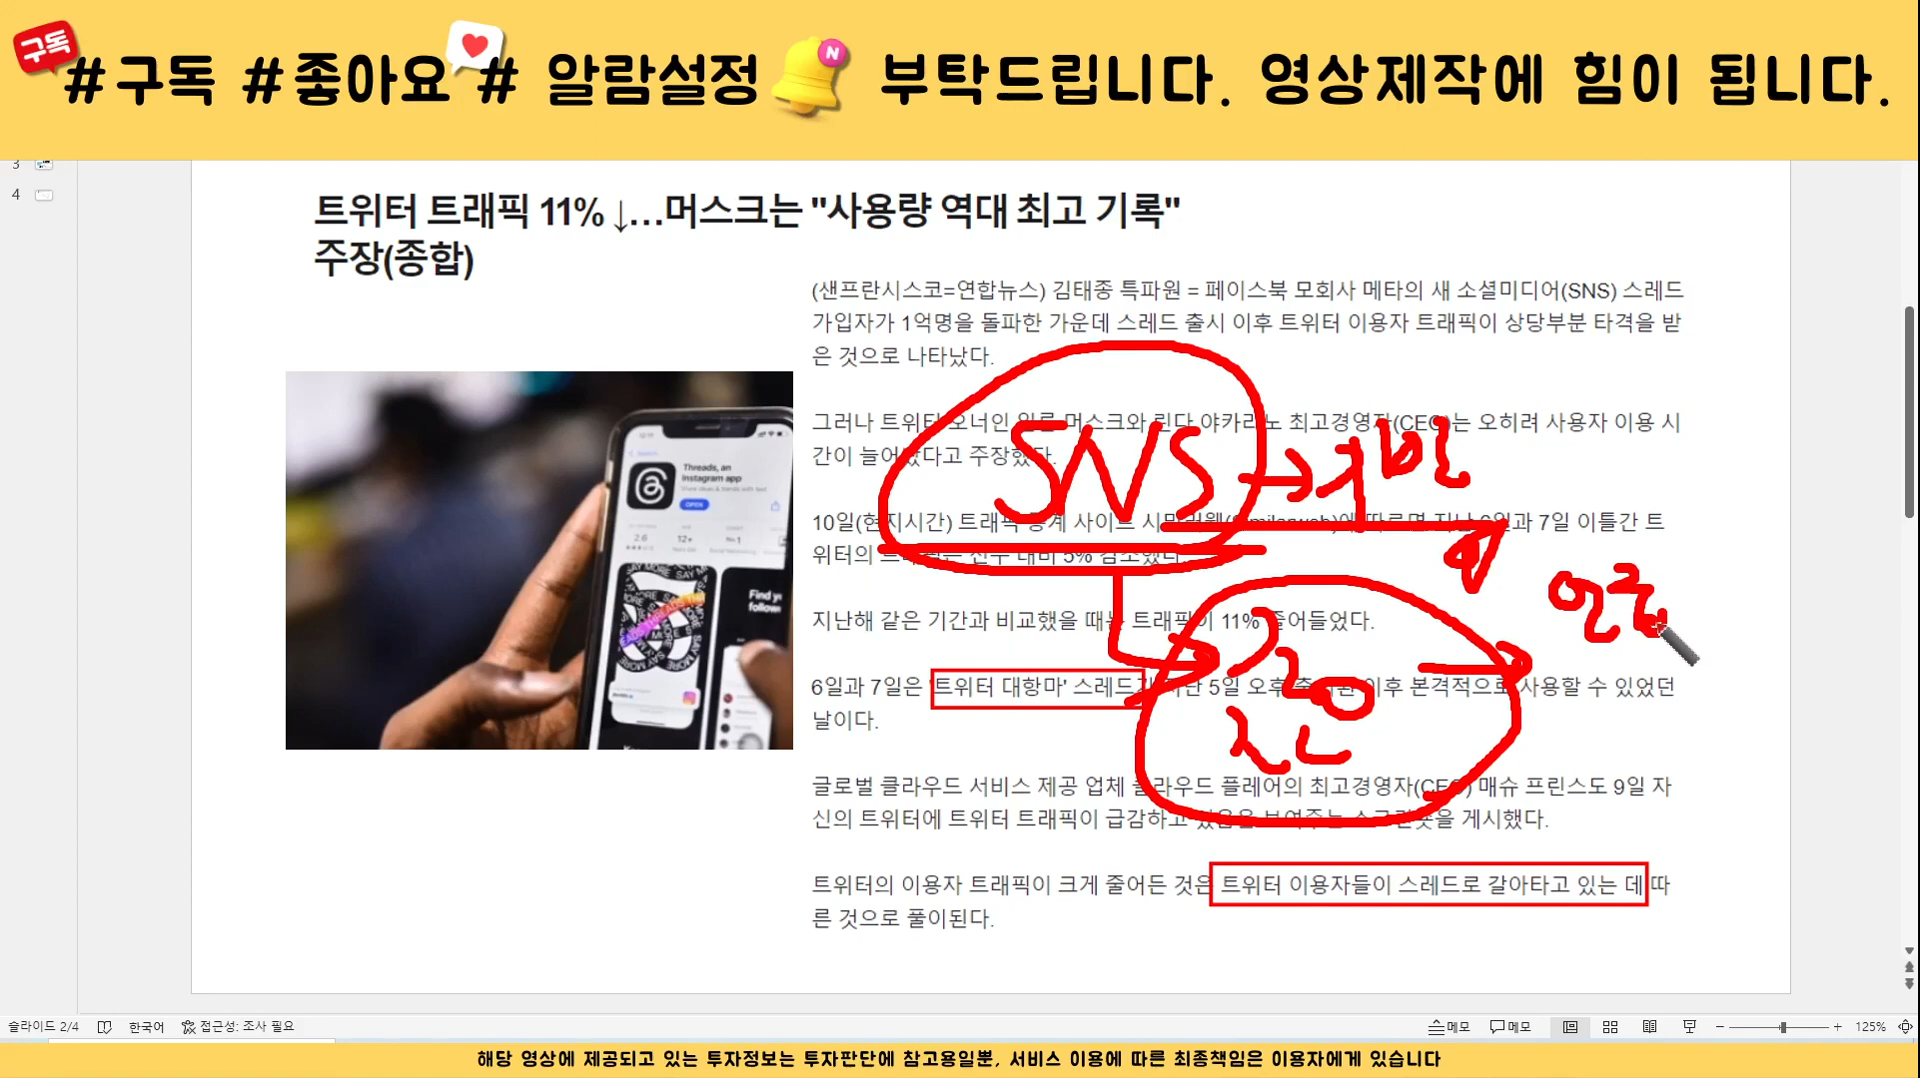 구독
#구독 #좋아요 # 알람설정 N 부탁드립니다. 영상제작에 힘이 됩니다.
3
4
트위터 트래픽 11%↓…머스크는 "사용량 역대 최고 기록"
주장(종합)
(샌프란시스코=연합뉴스) 김태종 특파원 = 페이스북 모회사 메타의 새 소셜미디어(SNS) 스레드
가입자가 1억명을 돌파한 가운데 스레드 출시 이후 트위터 이용자 트래픽이 상당부분 타격을 받
은 것으로 나타났다.
그러나 트위터 오너인 일론 머스크와 린다 야카리노 최고경영자(CEO)는 오히려 사용자 이용 시
간이 늘어났다고 주장했다.
SNS
기반
10일(현지시간) 트래픽 통계 사이트 시밀러웹(Similarweb)에 따르면 지난 6일과 7일 이틀간 트
위터의 트래픽은 전주 대비 5% 감소했다.
지난해 같은 기간과 비교했을 때는 트래픽이 11% 줄어들었다.
6일과 7일은 '트위터 대항마' 스레드가 지난 5일 오후 출시된 이후 본격적으로 사용할 수 있었던
날이다.
글로벌 클라우드 서비스 제공 업체 클라우드 플레어의 최고경영자(CEO) 매슈 프린스도 9일 자
신의 트위터에 트위터 트래픽이 급감하고 있음을 보여주는 스크린샷을 게시했다.
트위터의 이용자 트래픽이 크게 줄어든 것은 트위터 이용자들이 스레드로 갈아타고 있는 데 따
른 것으로 풀이된다.
Threads, an
Instagram app
OPEN
2.6
12+
No.1
SAY MORE
Find yo
follower
슬라이드 2/4
한국어
접근성: 조사 필요
메모
메모
125%
해당 영상에 제공되고 있는 투자정보는 투자판단에 참고용일뿐, 서비스 이용에 따른 최종책임은 이용자에게 있습니다